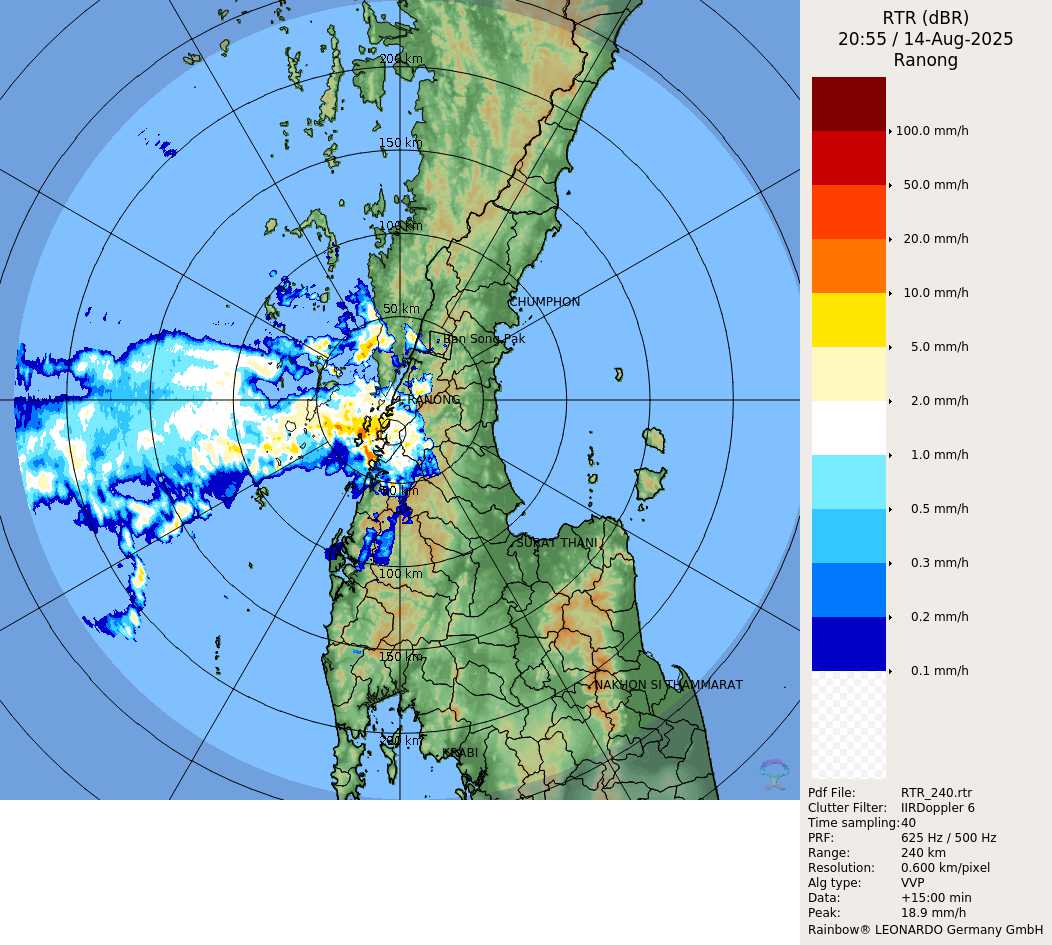 RTR (dBR)
20:55 / 14-Aug-2025
Ranong
100.0 mm/h
50.0 mm/h
20.0 mm/h
10.0 mm/h
5.0 mm/h
2.0 mm/h
1.0 mm/h
0.5 mm/h
0.3 mm/h
0.2 mm/h
0.1 mm/h
Pdf File: RTR_240.rtr
Clutter Filter: IIRDoppler 6
Time sampling: 40
PRF: 625 Hz / 500 Hz
Range: 240 km
Resolution: 0.600 km/pixel
Alg type: VVP
Data: +15:00 min
Peak: 18.9 mm/h
Rainbow® LEONARDO Germany GmbH
200 km
150 km
100 km
50 km
CHUMPHON
Ban Song Pak
RANONG
50 km
SURAT THANI
100 km
150 km
NAKHON SI THAMMARAT
200 km
KRABI